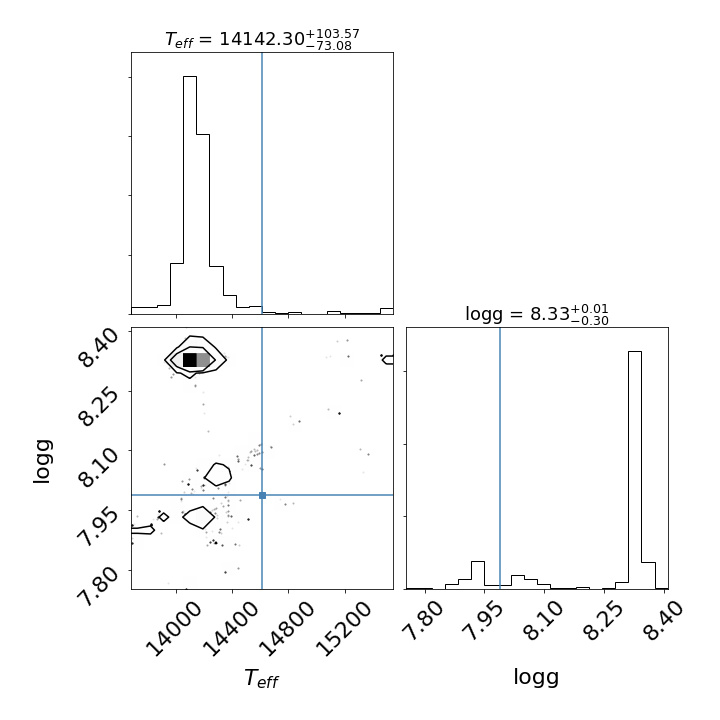 T_eff = 14142.30^{+103.57}_{-73.08}
logg = 8.33^{+0.01}_{-0.30}
8.40
8.25
8.10
7.95
7.80
logg
14000
14400
14800
15200
T_eff
7.80
7.95
8.10
8.25
8.40
logg